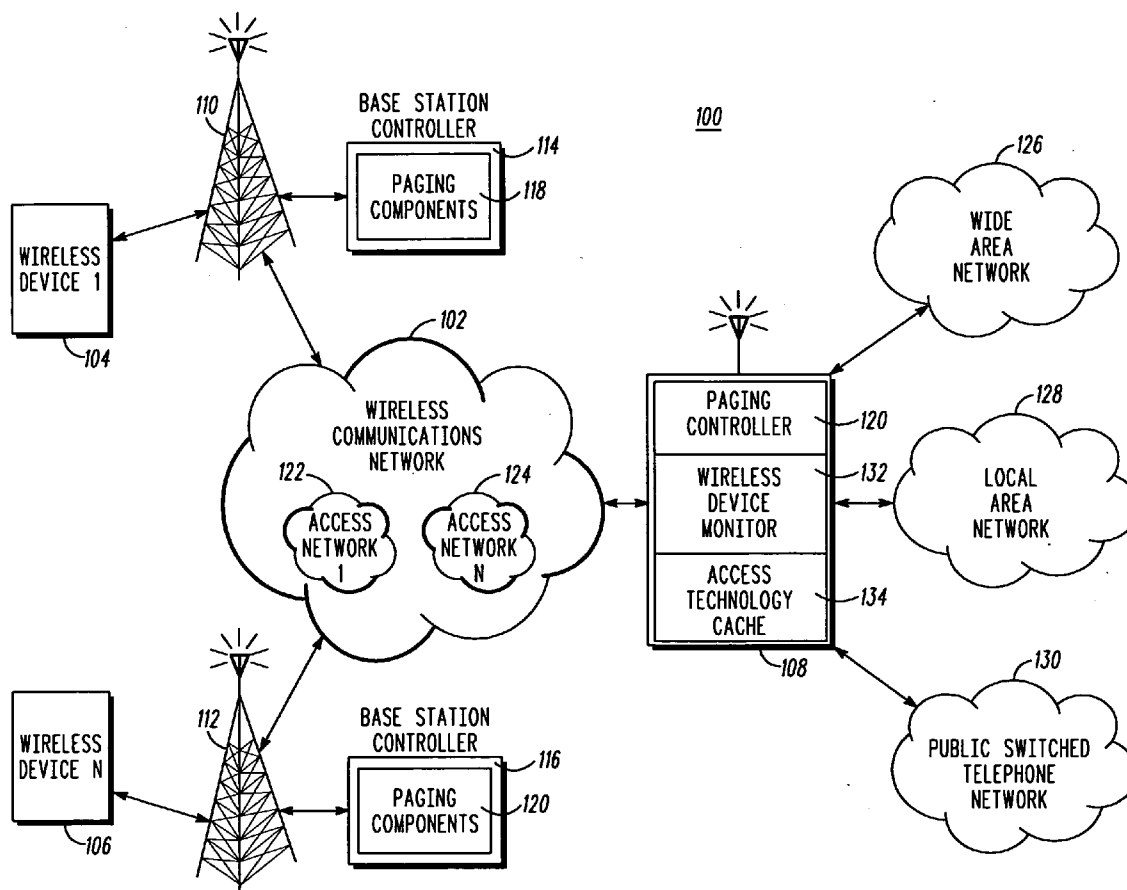 110
BASE STATION
CONTROLLER
114
PAGING
COMPONENTS
118
100
126
WIDE
AREA
NETWORK
WIRELESS
DEVICE 1
104
102
WIRELESS
COMMUNICATIONS
NETWORK
122
ACCESS
NETWORK
1
124
ACCESS
NETWORK
N
PAGING
CONTROLLER
120
WIRELESS
DEVICE
MONITOR
132
ACCESS
TECHNOLOGY
CACHE
134
108
128
LOCAL
AREA
NETWORK
130
PUBLIC SWITCHED
TELEPHONE
NETWORK
WIRELESS
DEVICE N
106
112
BASE STATION
CONTROLLER
116
PAGING
COMPONENTS
120